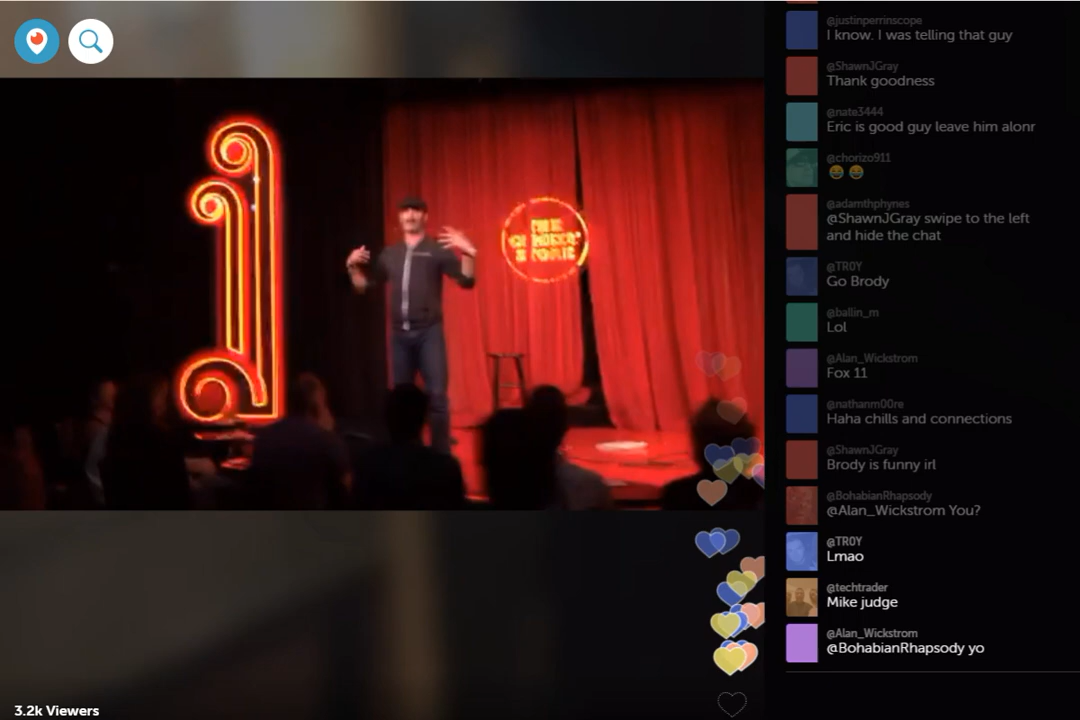 @justinperrinscope
I know. I was telling that guy
@ShawnJGray
Thank goodness
@nate3444
Eric is good guy leave him alonr
@chorizo911
😂 😂
@adamthphynes
@ShawnJGray swipe to the left
and hide the chat
@TR0Y
Go Brody
@ballin_m
Lol
@Alan_Wickstrom
Fox 11
@nathanm00re
Haha chills and connections
@ShawnJGray
Brody is funny irl
@BohabianRhapsody
@Alan_Wickstrom You?
@TR0Y
Lmao
@techtrader
Mike judge
@Alan_Wickstrom
@BohabianRhapsody yo
3.2k Viewers